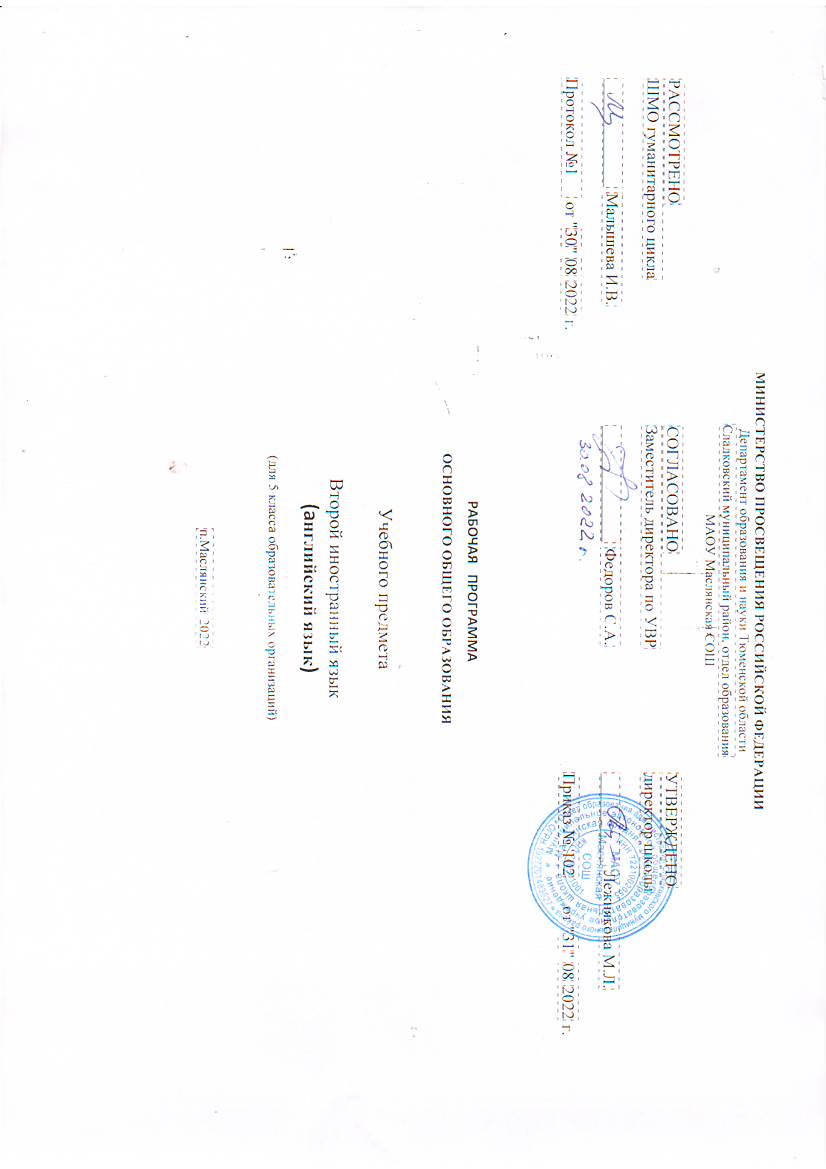 МИНИСТЕРСТВО ПРОСВЕЩЕНИЯ РОССИЙСКОЙ ФЕДЕРАЦИИ
Департамент образования и науки Тюменской области
Сладковский муниципальный район, отдел образования
МАОУ Маслянская СОШ
РАССМОТРЕНО
ШМО гуманитарного цикла
Малышева И.В.
Протокол №1 от "30" 08 2022 г.
СОГЛАСОВАНО
Заместитель директора по УВР
Федоров С.А.
30.08 2022 г.
УТВЕРЖДЕНО
директор школы
Лежнякова М.Л.
Приказ № 102 от "31" 08 2022 г.
РАБОЧАЯ ПРОГРАММА
ОСНОВНОГО ОБЩЕГО ОБРАЗОВАНИЯ
Учебного предмета
Второй иностранный язык
(английский язык)
(для 5 класса образовательных организаций)
п.Маслянский 2022